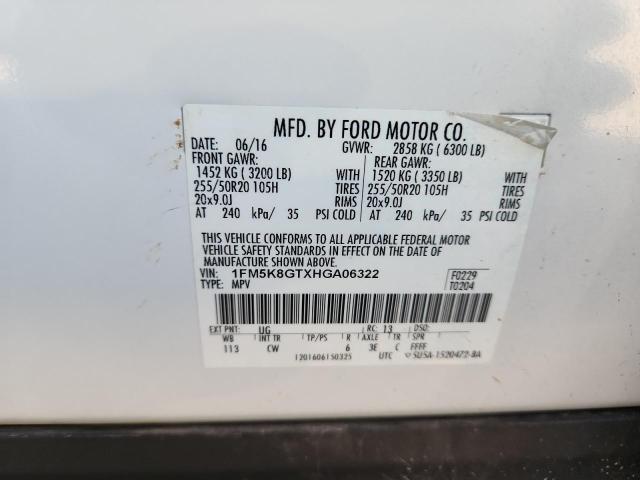 MFD. BY FORD MOTOR CO.
DATE: 06/16 GVWR: 2858 KG ( 6300 LB)
FRONT GAWR: REAR GAWR:
1452 KG ( 3200 LB) WITH 1520 KG ( 3350 LB) WITH
255/50R20 105H TIRES 255/50R20 105H TIRES
20x9.0J RIMS 20x9.0J RIMS
AT 240 kPa/ 35 PSI COLD AT 240 kPa/ 35 PSI COLD
THIS VEHICLE CONFORMS TO ALL APPLICABLE FEDERAL MOTOR
VEHICLE SAFETY STANDARDS IN EFFECT ON THE DATE OF MANUFACTURE
SHOWN ABOVE.
VIN: 1FM5K8GTXHGA06322 F0229
TYPE: MPV T0204
EXT PNT: UG RC: 13 DSO:
WB INT TR TP/PS R AXLE TR SPR
113 CW 6 3E C FFFF
1201606150325 UTC